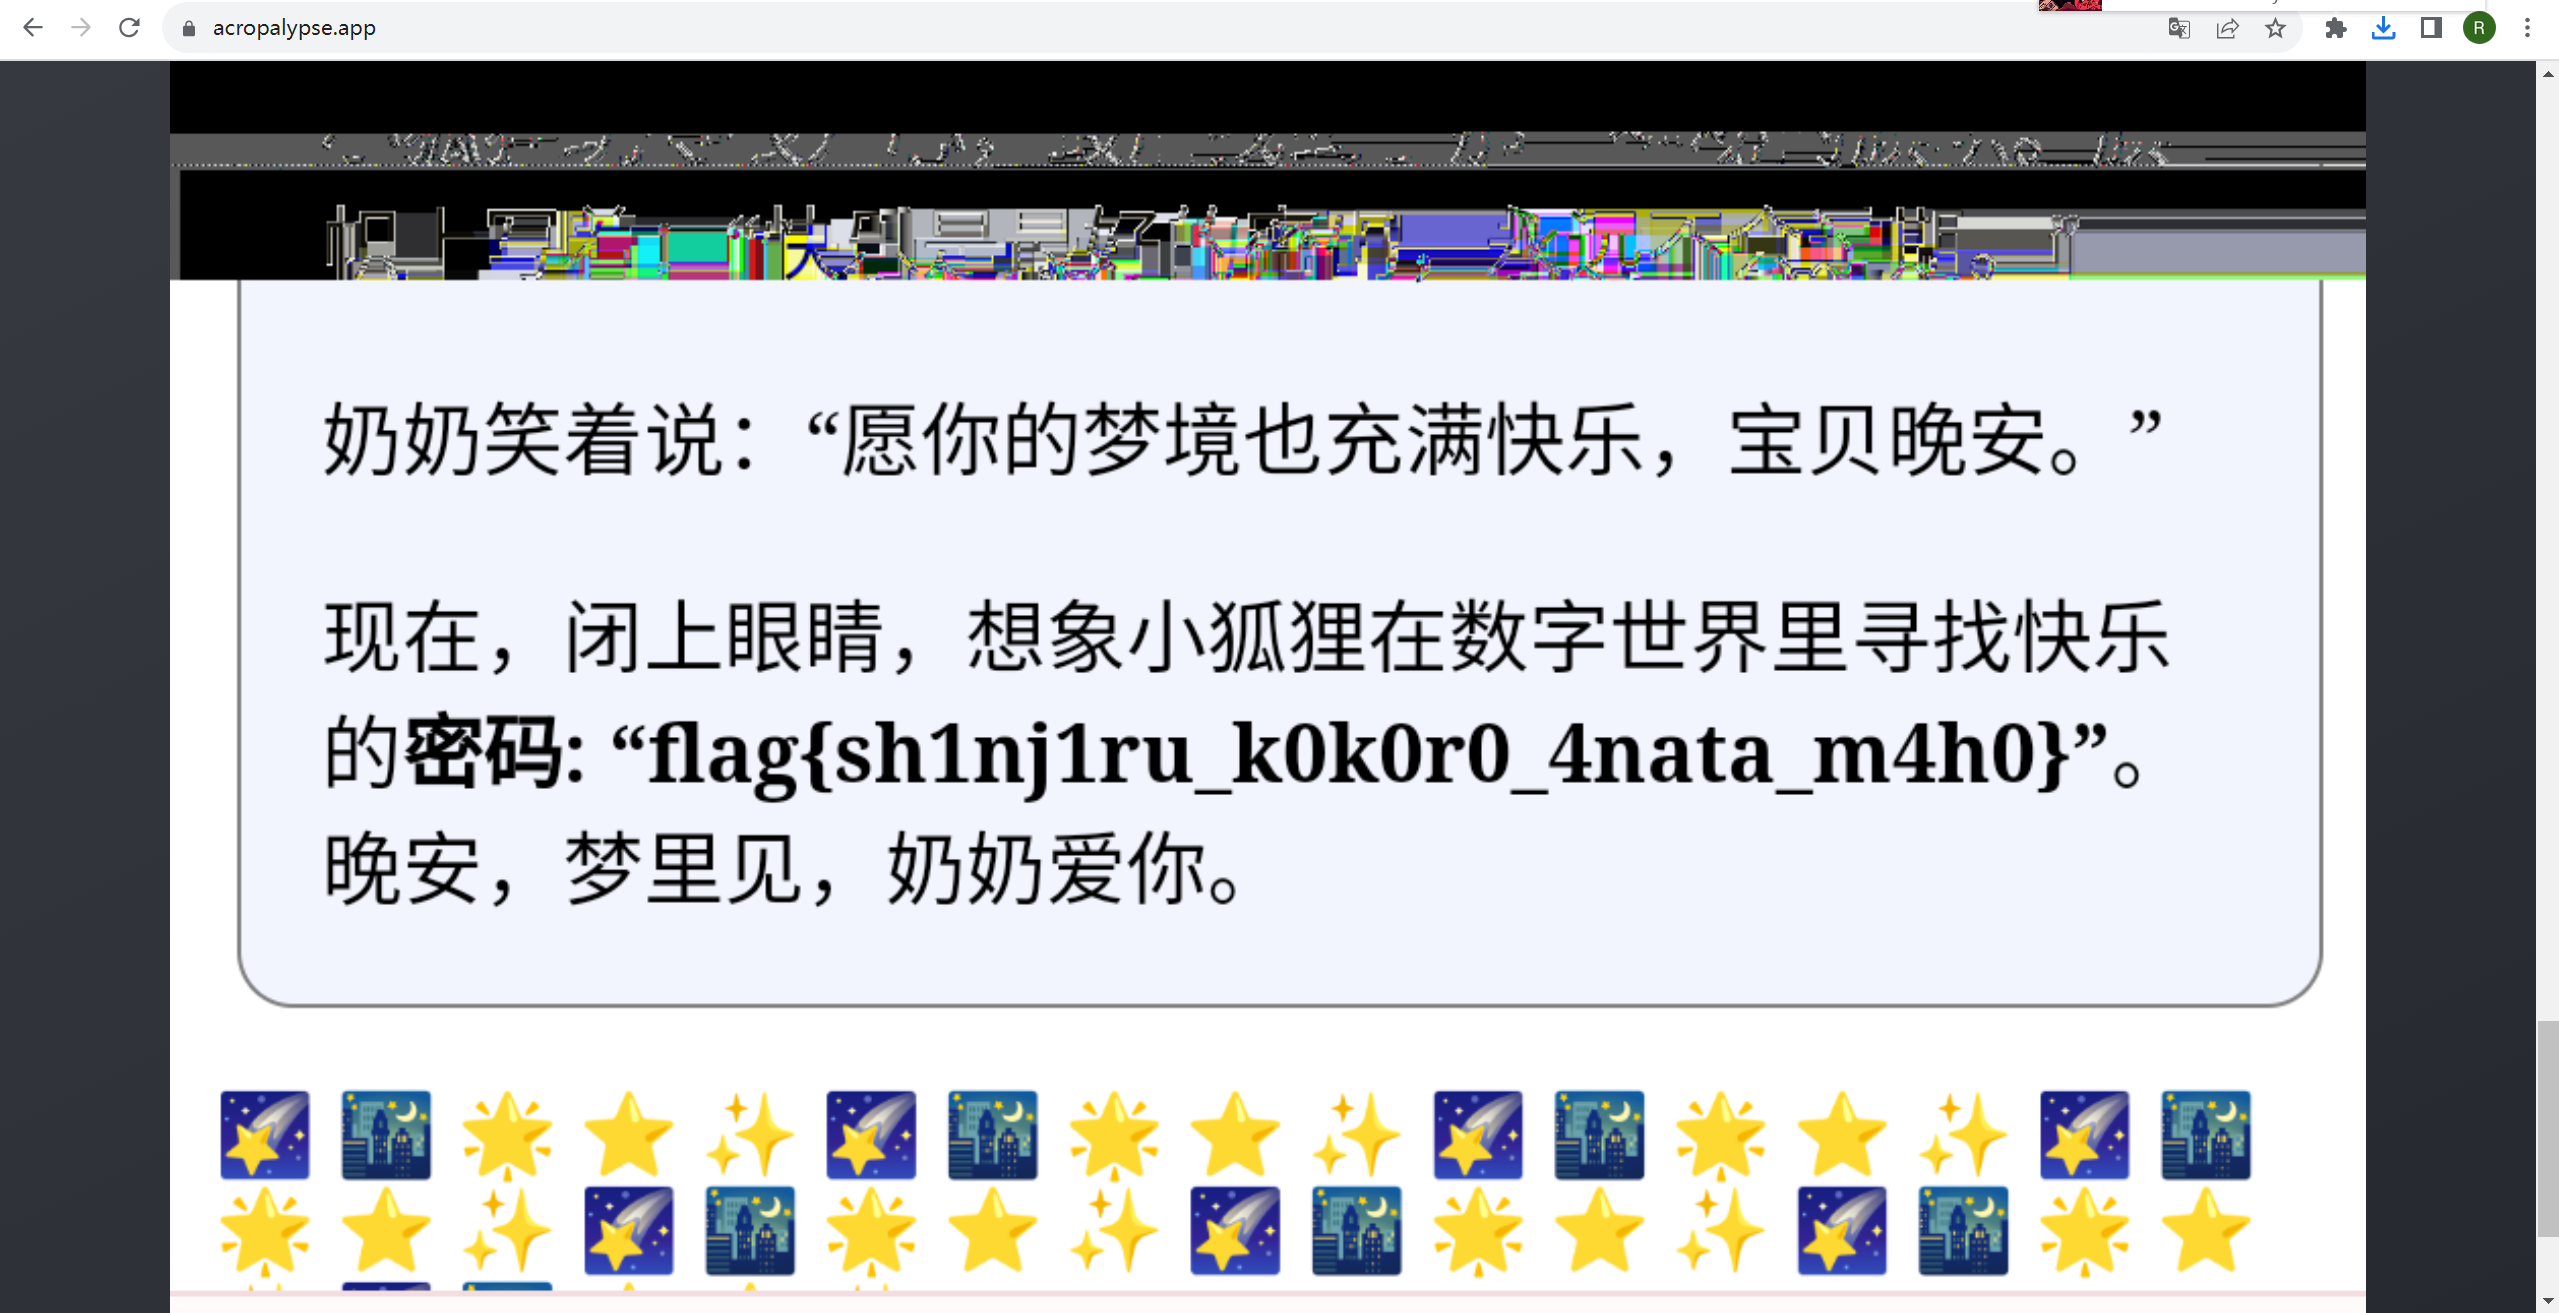 acropalypse.app
R
奶奶笑着说：“愿你的梦境也充满快乐，宝贝晚安。”
现在，闭上眼睛，想象小狐狸在数字世界里寻找快乐
的密码: “flag{sh1nj1ru_k0k0r0_4nata_m4h0}”。
晚安，梦里见，奶奶爱你。